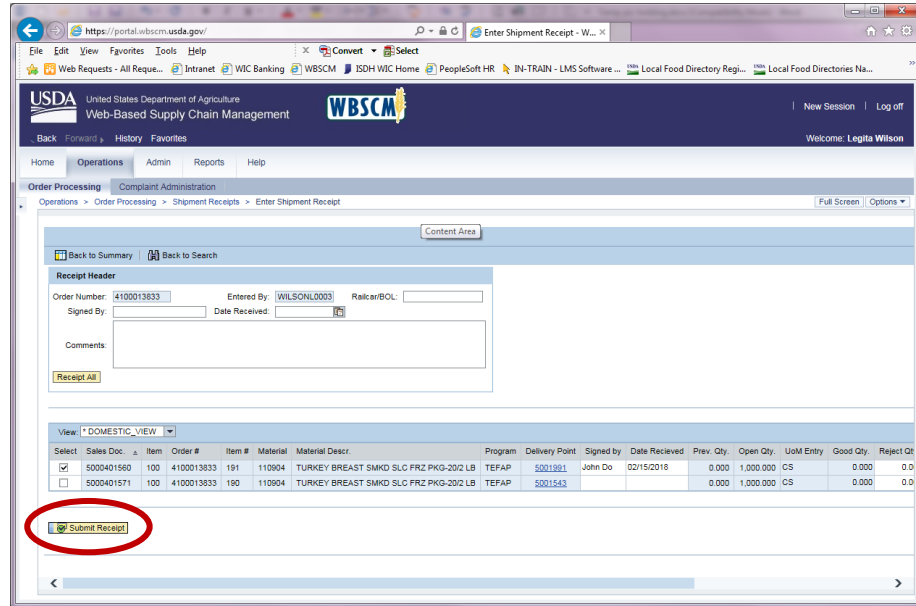 https://portal.wbscm.usda.gov/
Enter Shipment Receipt - W...
File Edit View Favorites Tools Help
x Convert Select
Web Requests - All Reque... Intranet WIC Banking WBSCM ISDH WIC Home PeopleSoft HR IN-TRAIN - LMS Software ... Local Food Directory Regi... Local Food Directories Na...
USDA United States Department of Agriculture
Web-Based Supply Chain Management
WBSCM
New Session Log off
Back Forward History Favorites Welcome: Legita Wilson
Home Operations Admin Reports Help
Order Processing Complaint Administration
Operations > Order Processing > Shipment Receipts > Enter Shipment Receipt Full Screen Options
Content Area
Back to Summary Back to Search
Receipt Header
Order Number: 4100013833 Entered By: WILSONL0003 Railcar/BOL:
Signed By: Date Received:
Comments:
Receipt All
View: * DOMESTIC_VIEW
Select Sales Doc. Item Order # Item # Material Material Descr. Program Delivery Point Signed by Date Recieved Prev. Qty. Open Qty. UoM Entry Good Qty. Reject Qt
5000401560 100 4100013833 191 110904 TURKEY BREAST SMKD SLC FRZ PKG-20/2 LB TEFAP 5001991 John Do 02/15/2018 0.000 1,000.000 CS 0.000 0.0
5000401571 100 4100013833 190 110904 TURKEY BREAST SMKD SLC FRZ PKG-20/2 LB TEFAP 5001543 0.000 1,000.000 CS 0.000 0.0
Submit Receipt